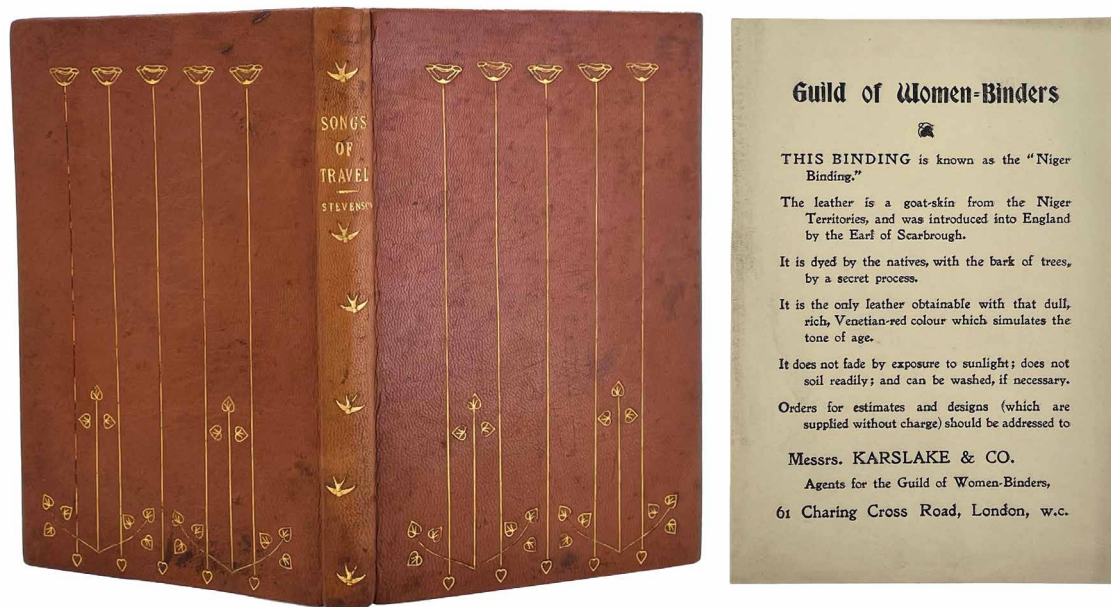 SONGS
OF
TRAVEL
STEVENSON
Guild of Women-Binders
THIS BINDING is known as the “Niger
Binding.”
The leather is a goat-skin from the Niger
Territories, and was introduced into England
by the Earl of Scarbrough.
It is dyed by the natives, with the bark of trees,
by a secret process.
It is the only leather obtainable with that dull,
rich, Venetian-red colour which simulates the
tone of age.
It does not fade by exposure to sunlight; does not
soil readily; and can be washed, if necessary.
Orders for estimates and designs (which are
supplied without charge) should be addressed to
Messrs. KARSLAKE & CO.
Agents for the Guild of Women-Binders,
61 Charing Cross Road, London, W.C.